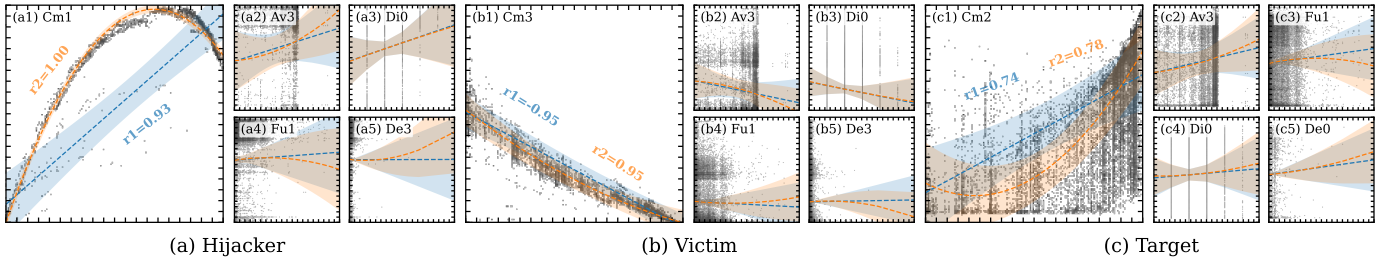 (a1) Cm1
r2=1.00
r1=0.93
(a2) Av3
(a3) Di0
(a4) Fu1
(a5) De3
(b1) Cm3
r1=-0.95
r2=0.95
(b2) Av3
(b3) Di0
(b4) Fu1
(b5) De3
(c1) Cm2
r1=0.74
r2=0.78
(c2) Av3
(c3) Fu1
(c4) Di0
(c5) De0
(a) Hijacker
(b) Victim
(c) Target